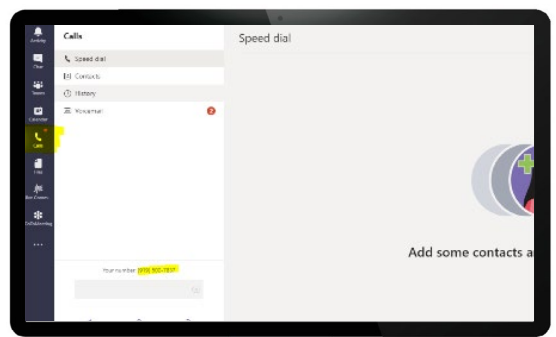 Activity
Chat
Teams
Calendar
Calls
Files
...
Calls
Speed dial
Contacts
History
Voicemail
2
Your number:
Speed dial
Add some contacts a